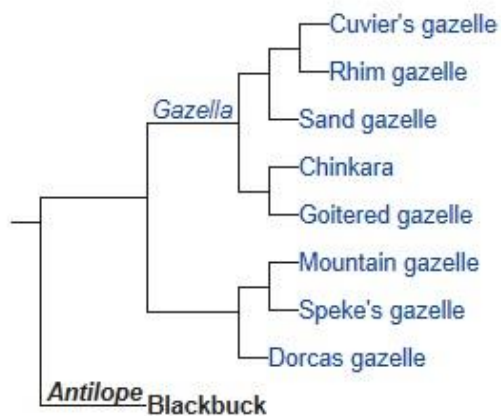 Cuvier's gazelle
Rhim gazelle
Gazella
Sand gazelle
Chinkara
Goitered gazelle
Mountain gazelle
Speke's gazelle
Dorcas gazelle
Antilope
Blackbuck